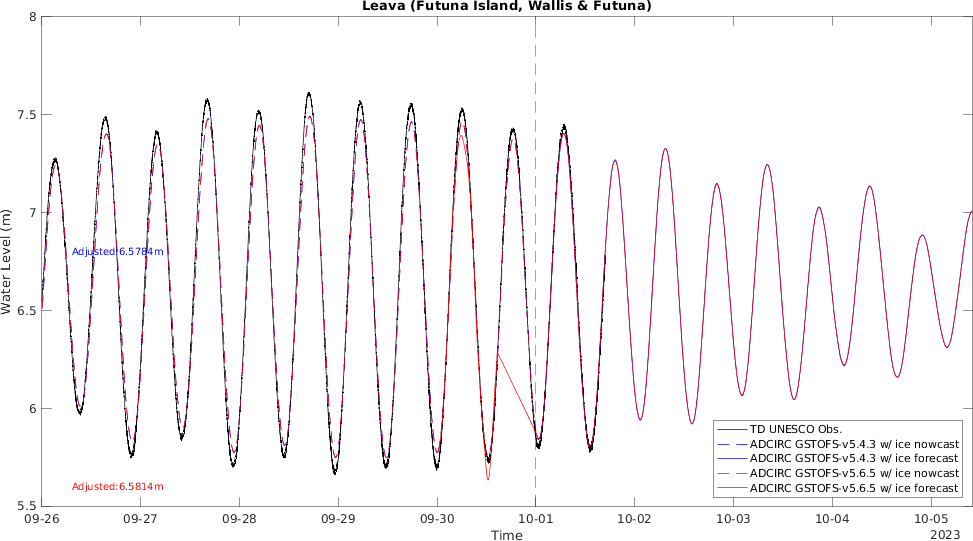 Leava (Futuna Island, Wallis & Futuna)
8
7.5
7
6.5
6
5.5
Water Level (m)
Adjusted:6.5784m
Adjusted:6.5814m
TD UNESCO Obs.
ADCIRC GSTOFS-v5.4.3 w/ ice nowcast
ADCIRC GSTOFS-v5.4.3 w/ ice forecast
ADCIRC GSTOFS-v5.6.5 w/ ice nowcast
ADCIRC GSTOFS-v5.6.5 w/ ice forecast
09-26 09-27 09-28 09-29 09-30 10-01 10-02 10-03 10-04 10-05
Time
2023